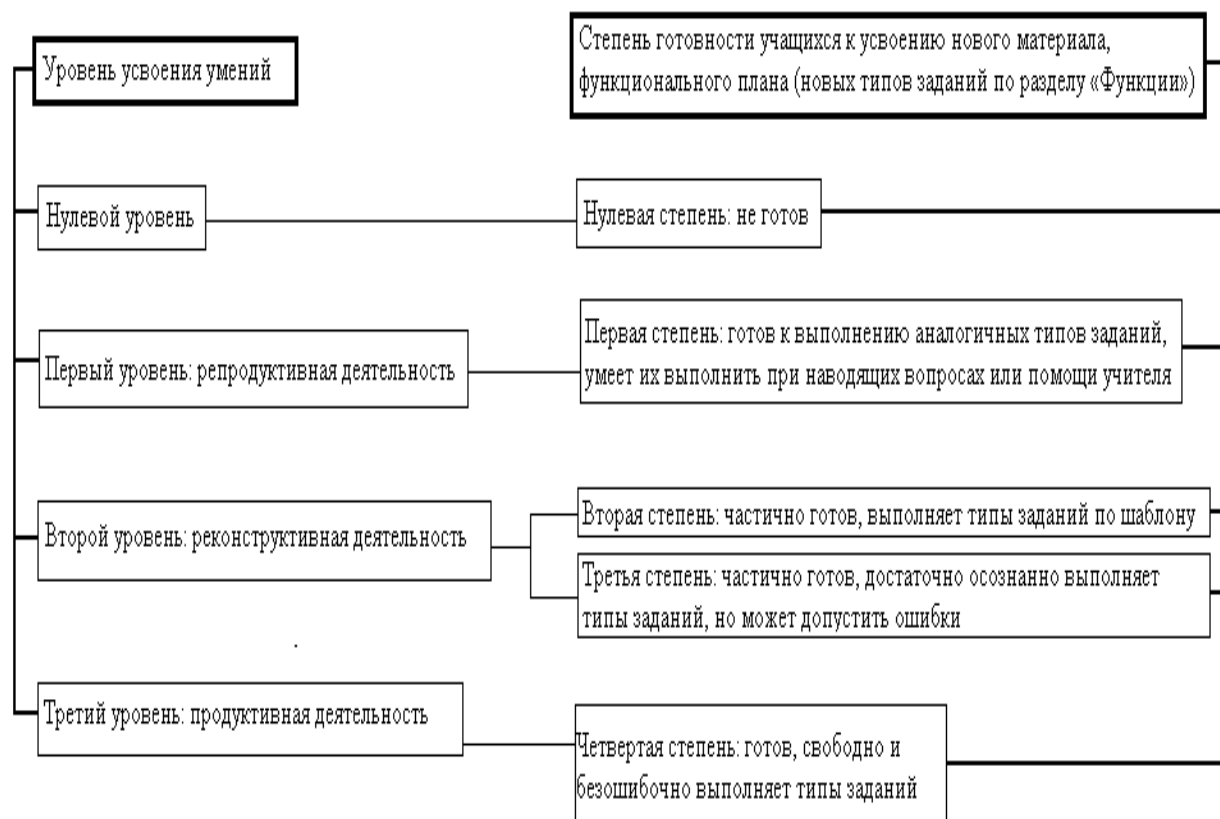 Уровень усвоения умений
Степень готовности учащихся к усвоению нового материала,
функционального плана (новых типов заданий по разделу «Функции»)
Нулевой уровень
Нулевая степень: не готов
Первый уровень: репродуктивная деятельность
Первая степень: готов к выполнению аналогичных типов заданий,
умеет их выполнить при наводящих вопросах или помощи учителя
Второй уровень: реконструктивная деятельность
Вторая степень: частично готов, выполняет типы заданий по шаблону
Третья степень: частично готов, достаточно осознанно выполняет
типы заданий, но может допустить ошибки
Третий уровень: продуктивная деятельность
Четвертая степень: готов, свободно и
безошибочно выполняет типы заданий